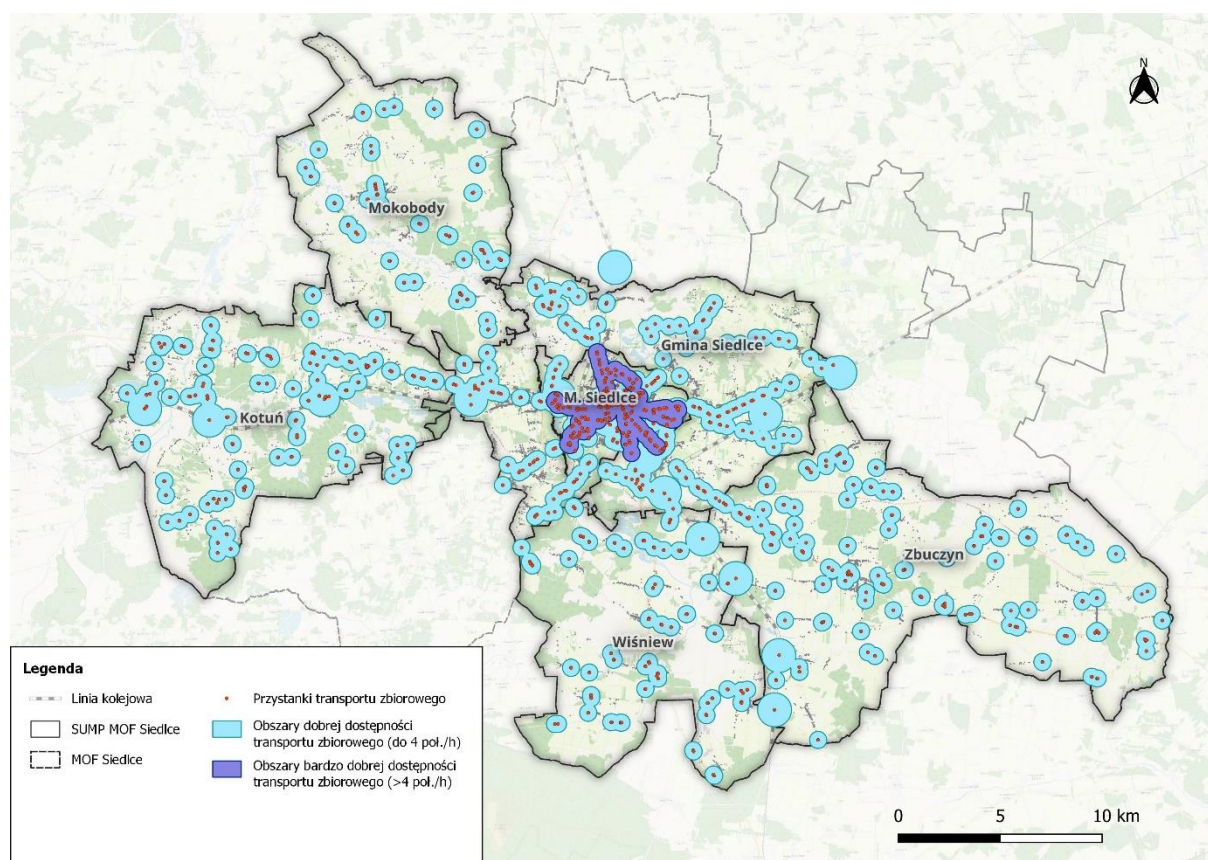 N
Mokobody
Gmina Siedlce
M. Siedlce
Kotuń
Zbuczyn
Wiśniew
Legenda
Linia kolejowa
SUMP MOF Siedlce
MOF Siedlce
Przystanki transportu zbiorowego
Obszary dobrej dostępności
transportu zbiorowego (do 4 poł./h)
Obszary bardzo dobrej dostępności
transportu zbiorowego (>4 poł./h)
0 5 10 km